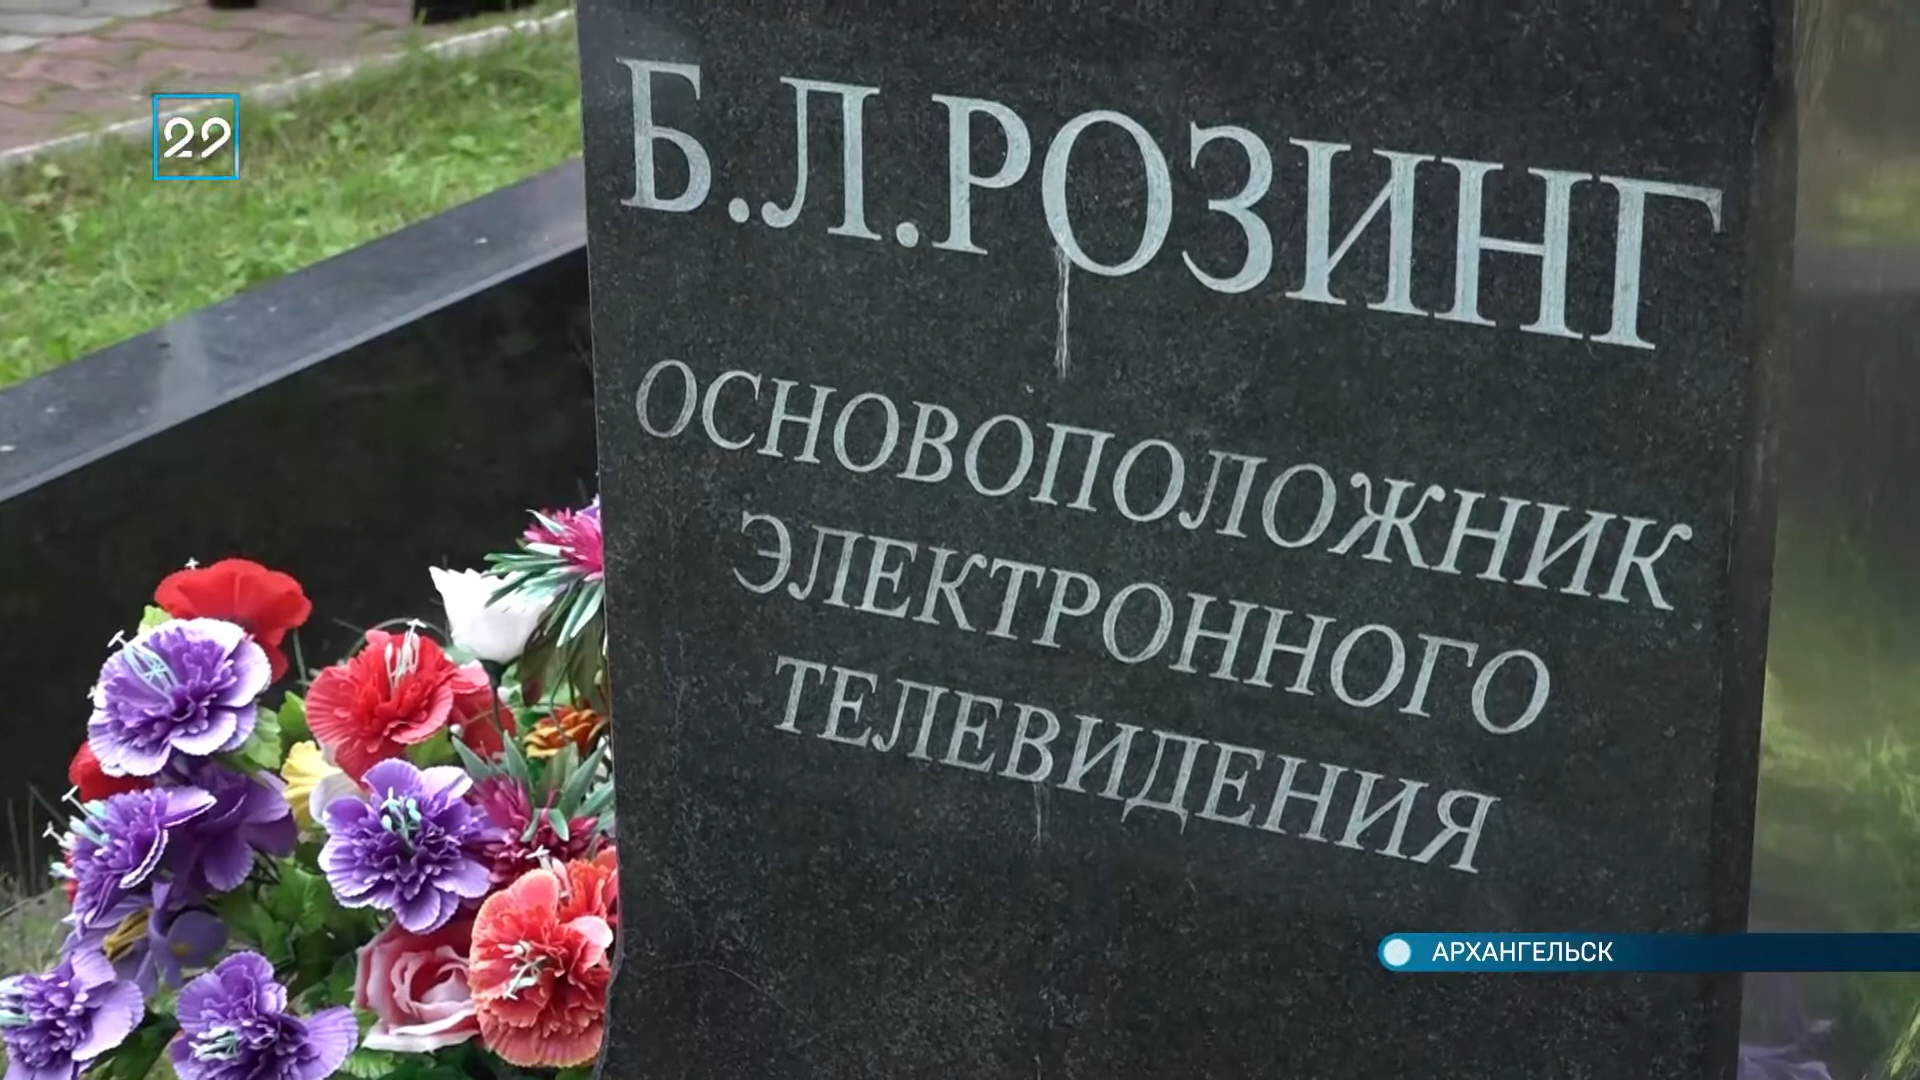 29
Б.Л.РОЗИНГ
ОСНОВОПОЛОЖНИК
ЭЛЕКТРОННОГО
ТЕЛЕВИДЕНИЯ
АРХАНГЕЛЬСК